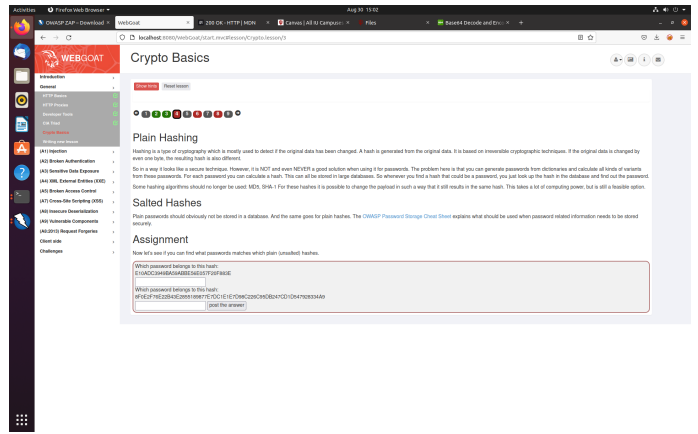 Activities
Firefox Web Browser
Aug 30 15:02
OWASP ZAP – Download
WebGoat
200 OK - HTTP | MDN
Canvas | All IU Campuses
Files
Base64 Decode and Enco
localhost:8080/WebGoat/start.mvc#lesson/Crypto.lesson/3
WEBGOAT
Introduction
General
HTTP Basics
HTTP Proxies
Developer Tools
CIA Triad
Crypto Basics
Writing new lesson
(A1) Injection
(A2) Broken Authentication
(A3) Sensitive Data Exposure
(A4) XML External Entities (XXE)
(A5) Broken Access Control
(A7) Cross-Site Scripting (XSS)
(A8) Insecure Deserialization
(A9) Vulnerable Components
(A8:2013) Request Forgeries
Client side
Challenges
Crypto Basics
Show hints
Reset lesson
1 2 3 4 5 6 7 8 9
Plain Hashing
Hashing is a type of cryptography which is mostly used to detect if the original data has been changed. A hash is generated from the original data. It is based on irreversible cryptographic techniques. If the original data is changed by
even one byte, the resulting hash is also different.
So in a way it looks like a secure technique. However, it is NOT and even NEVER a good solution when using it for passwords. The problem here is that you can generate passwords from dictionaries and calculate all kinds of variants
from these passwords. For each password you can calculate a hash. This can all be stored in large databases. So whenever you find a hash that could be a password, you just look up the hash in the database and find out the password.
Some hashing algorithms should no longer be used: MD5, SHA-1 For these hashes it is possible to change the payload in such a way that it still results in the same hash. This takes a lot of computing power, but is still a feasible option.
Salted Hashes
Plain passwords should obviously not be stored in a database. And the same goes for plain hashes. The OWASP Password Storage Cheat Sheet explains what should be used when password related information needs to be stored
securely.
Assignment
Now let's see if you can find what passwords matches which plain (unsalted) hashes.
Which password belongs to this hash:
E10ADC3949BA59ABBE56E057F20F883E
Which password belongs to this hash:
8F0E2F76E22B43E2855189877E7DC1E1E7D98C226C95DB247CD1D547928334A9
post the answer